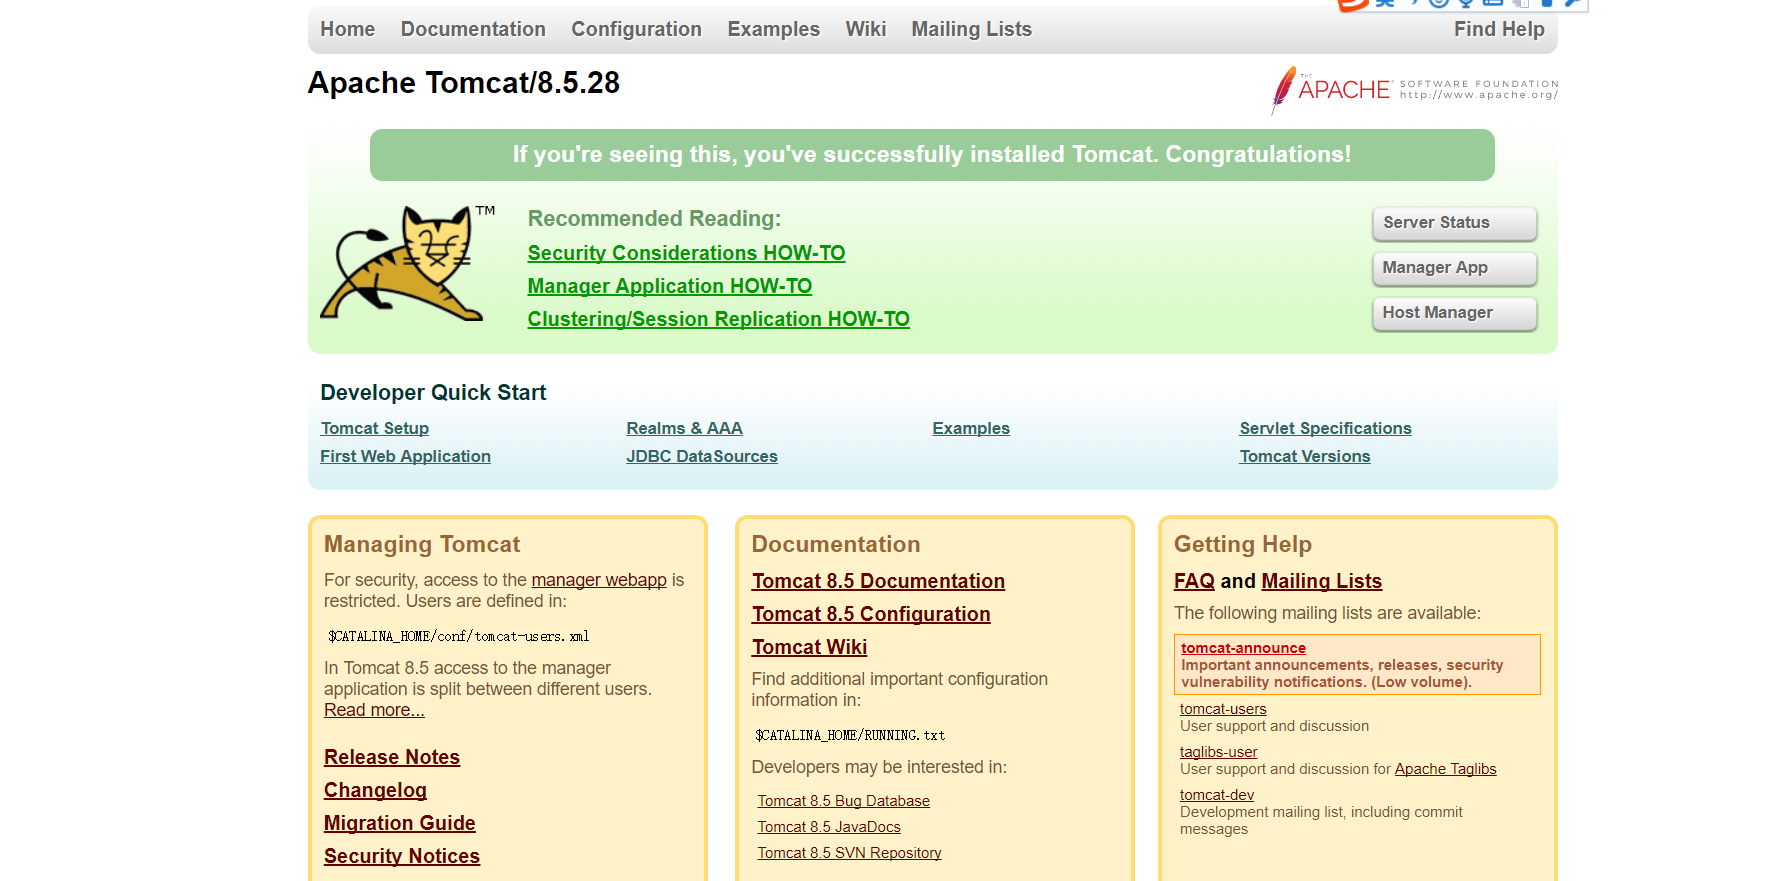 Home Documentation Configuration Examples Wiki Mailing Lists Find Help
Apache Tomcat/8.5.28
THE APACHE® SOFTWARE FOUNDATION
http://www.apache.org/
If you're seeing this, you've successfully installed Tomcat. Congratulations!
TM
Recommended Reading:
Security Considerations HOW-TO
Manager Application HOW-TO
Clustering/Session Replication HOW-TO
Server Status
Manager App
Host Manager
Developer Quick Start
Tomcat Setup
First Web Application
Realms & AAA
JDBC DataSources
Examples
Servlet Specifications
Tomcat Versions
Managing Tomcat
For security, access to the manager webapp is
restricted. Users are defined in:
$CATALINA_HOME/conf/tomcat-users.xml
In Tomcat 8.5 access to the manager
application is split between different users.
Read more...
Release Notes
Changelog
Migration Guide
Security Notices
Documentation
Tomcat 8.5 Documentation
Tomcat 8.5 Configuration
Tomcat Wiki
Find additional important configuration
information in:
$CATALINA_HOME/RUNNING.txt
Developers may be interested in:
Tomcat 8.5 Bug Database
Tomcat 8.5 JavaDocs
Tomcat 8.5 SVN Repository
Getting Help
FAQ and Mailing Lists
The following mailing lists are available:
tomcat-announce
Important announcements, releases, security
vulnerability notifications. (Low volume).
tomcat-users
User support and discussion
taglibs-user
User support and discussion for Apache Taglibs
tomcat-dev
Development mailing list, including commit
messages